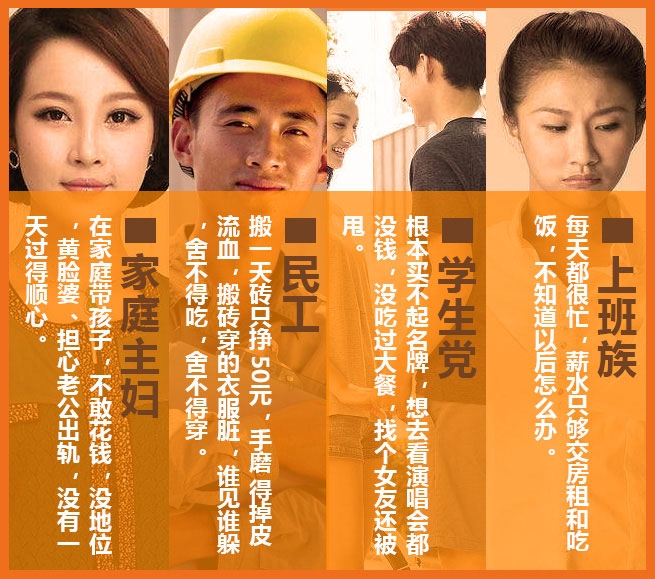 上班族
每天都很忙，薪水只够交房租和吃
饭，不知道以后怎么办。
学生党
根本买不起名牌，想去看演唱会都
没钱，没吃过大餐，找个女友还被
甩。
民工
搬一天砖只挣50元，手磨得掉皮
流血，搬砖穿的衣服脏，谁见谁躲
，舍不得吃，舍不得穿。
家庭主妇
在家庭带孩子，不敢花钱，没地位
，黄脸婆、担心老公出轨，没有一
天过得顺心。